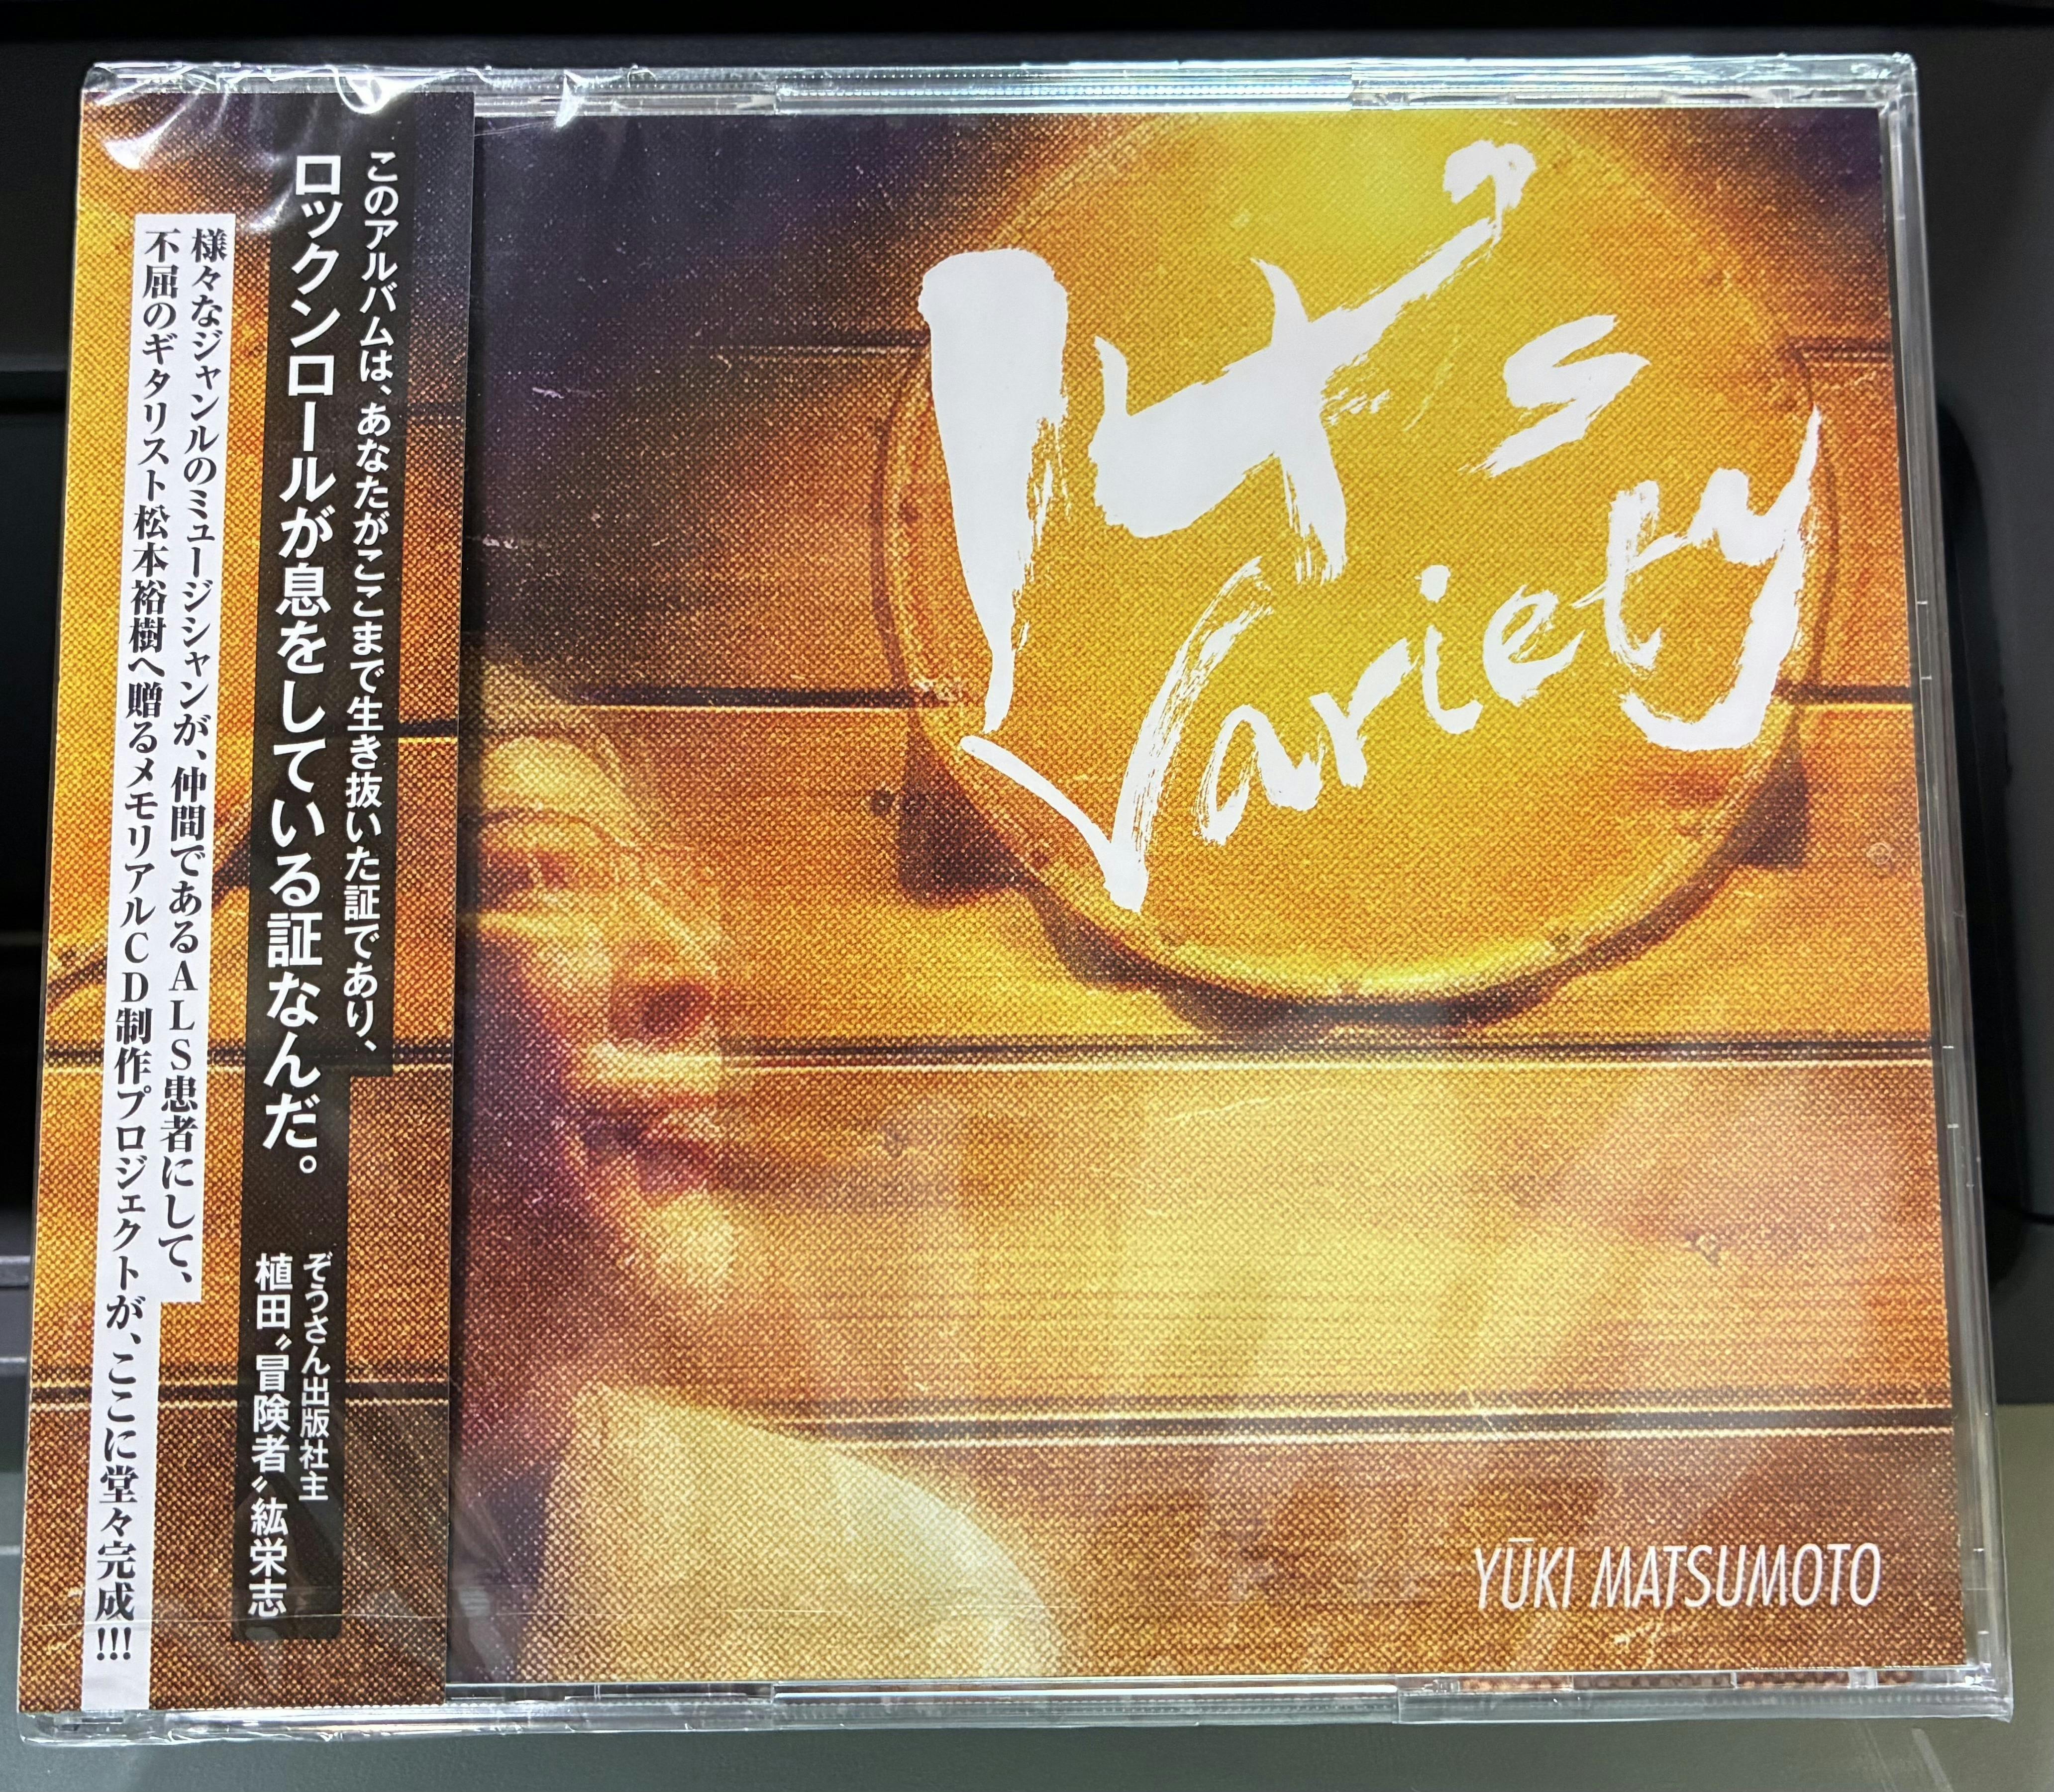 このアルバムは、あなたがここまで生き抜いた証であり、
ロックンロールが息をしている証なんだ。
ぞうさん出版社主
植田〝冒険者〟紘栄志
様々なジャンルのミュージシャンが、仲間であるALS患者にして、
不屈のギタリスト松本裕樹へ贈るメモリアルCD制作プロジェクトが、ここに堂々完成!!!
It's
Variety
YŪKI MATSUMOTO